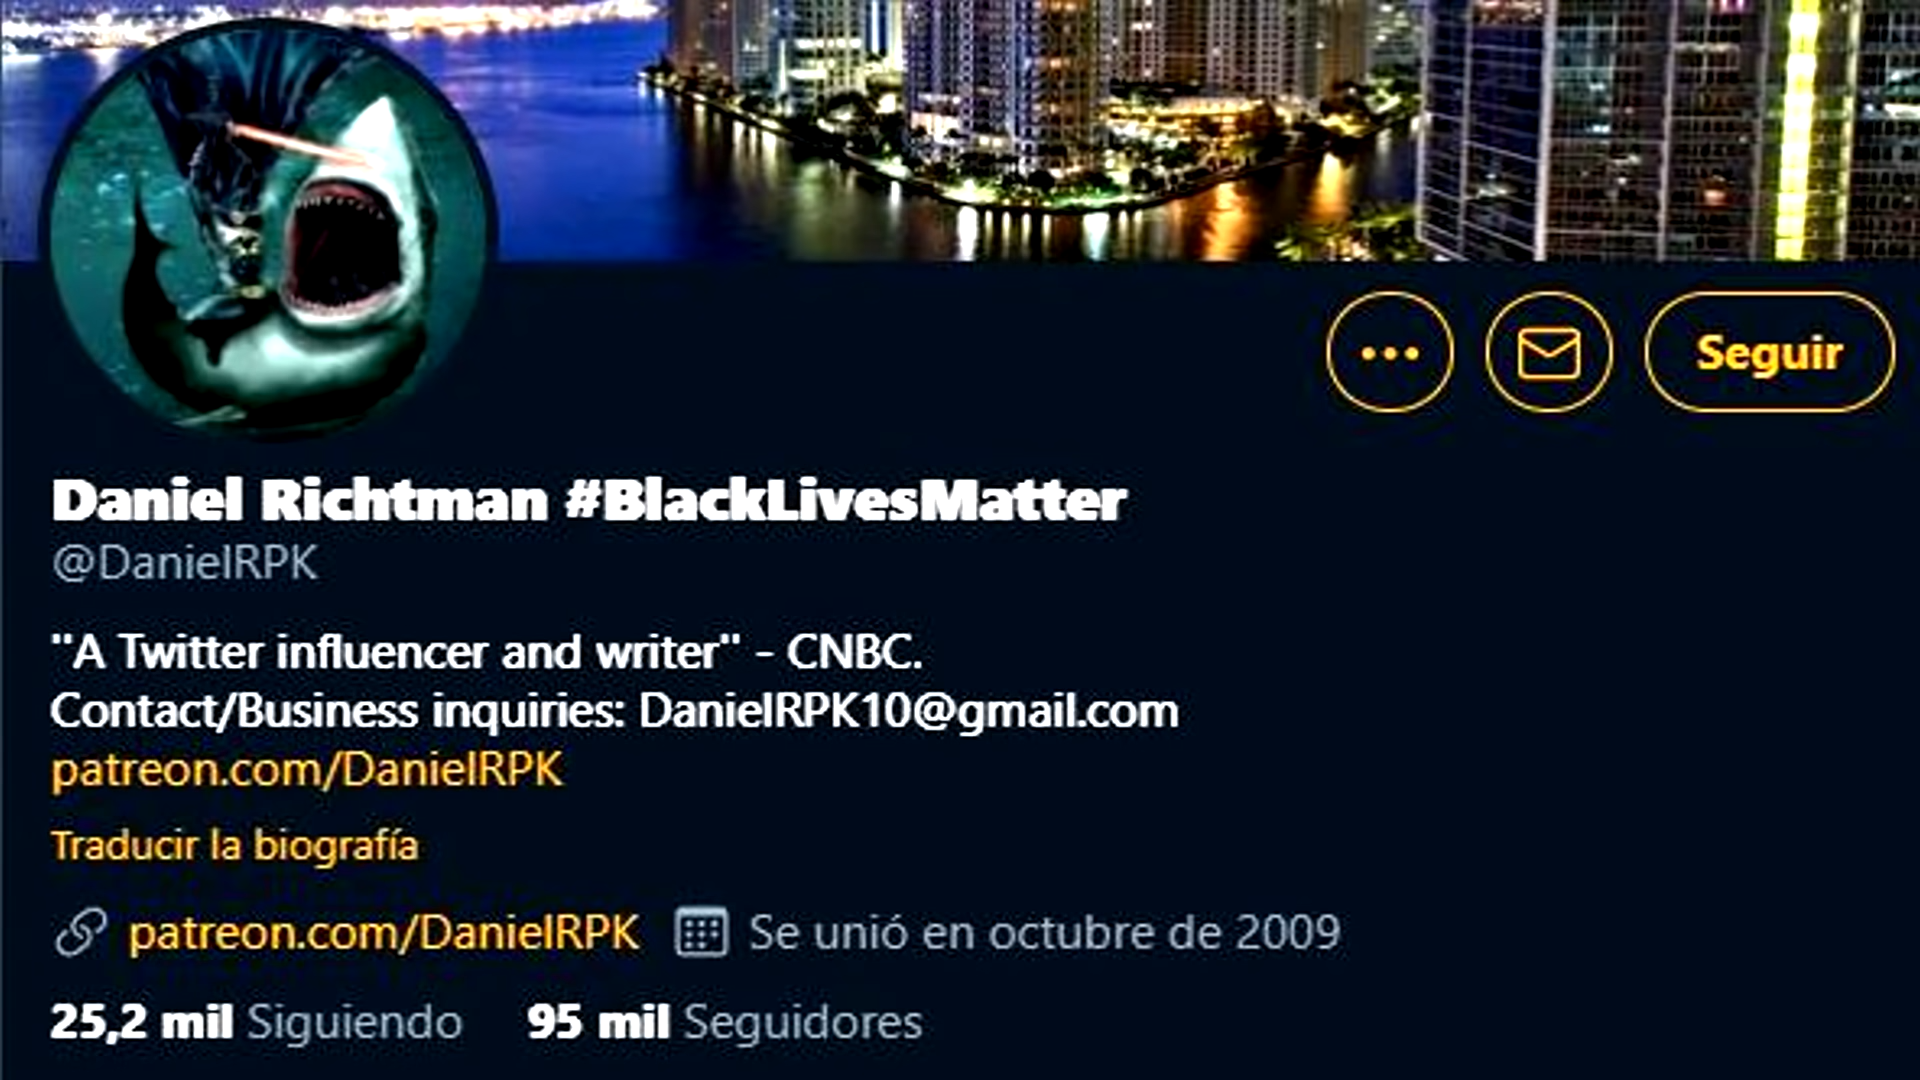 Seguir
Daniel Richtman #BlackLivesMatter
@DanielRPK
"A Twitter influencer and writer" - CNBC.
Contact/Business inquiries: DanielRPK10@gmail.com
patreon.com/DanielRPK
Traducir la biografía
patreon.com/DanielRPK Se unió en octubre de 2009
25,2 mil Siguiendo 95 mil Seguidores